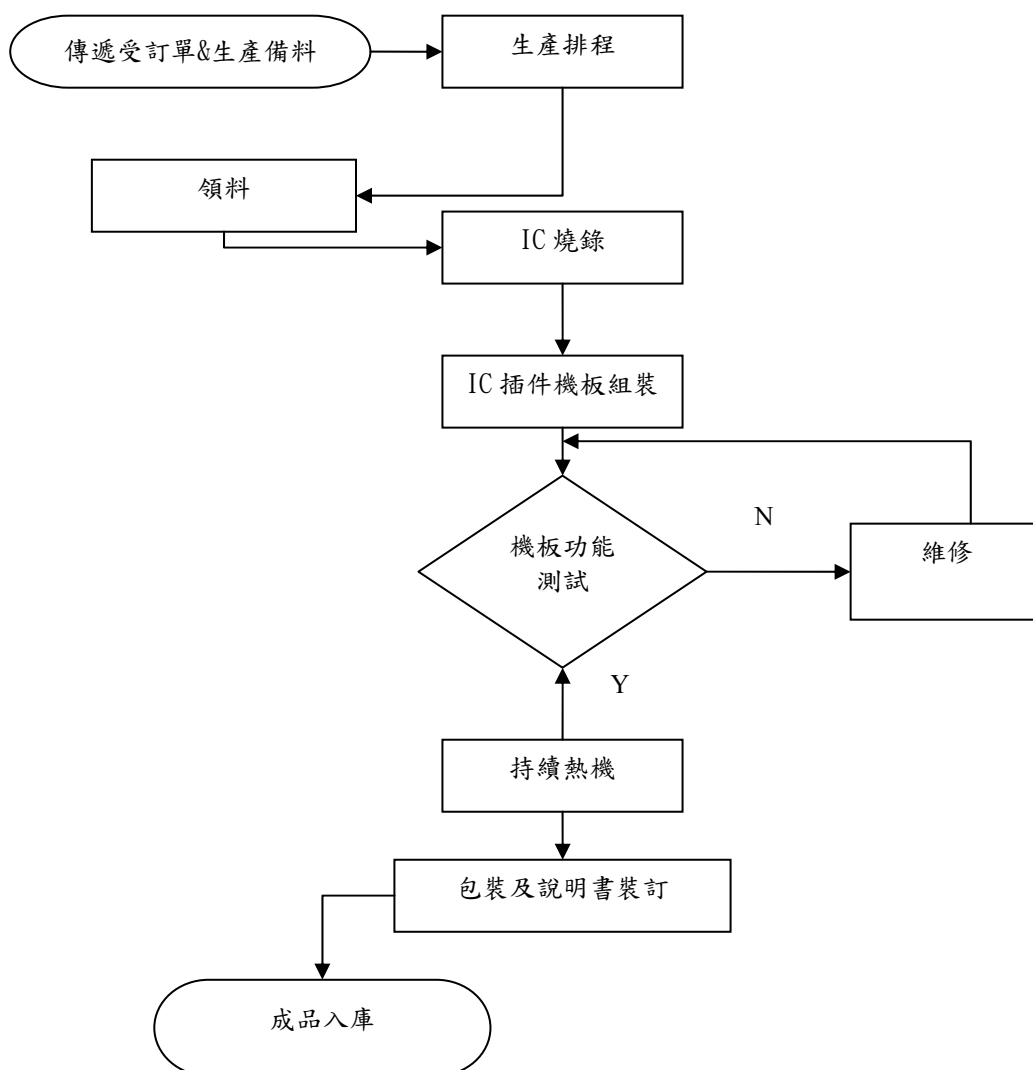 傳遞受訂單&生產備料
生產排程
領料
IC 燒錄
IC 插件機板組裝
機板功能
測試
N
維修
Y
持續熱機
包裝及說明書裝訂
成品入庫